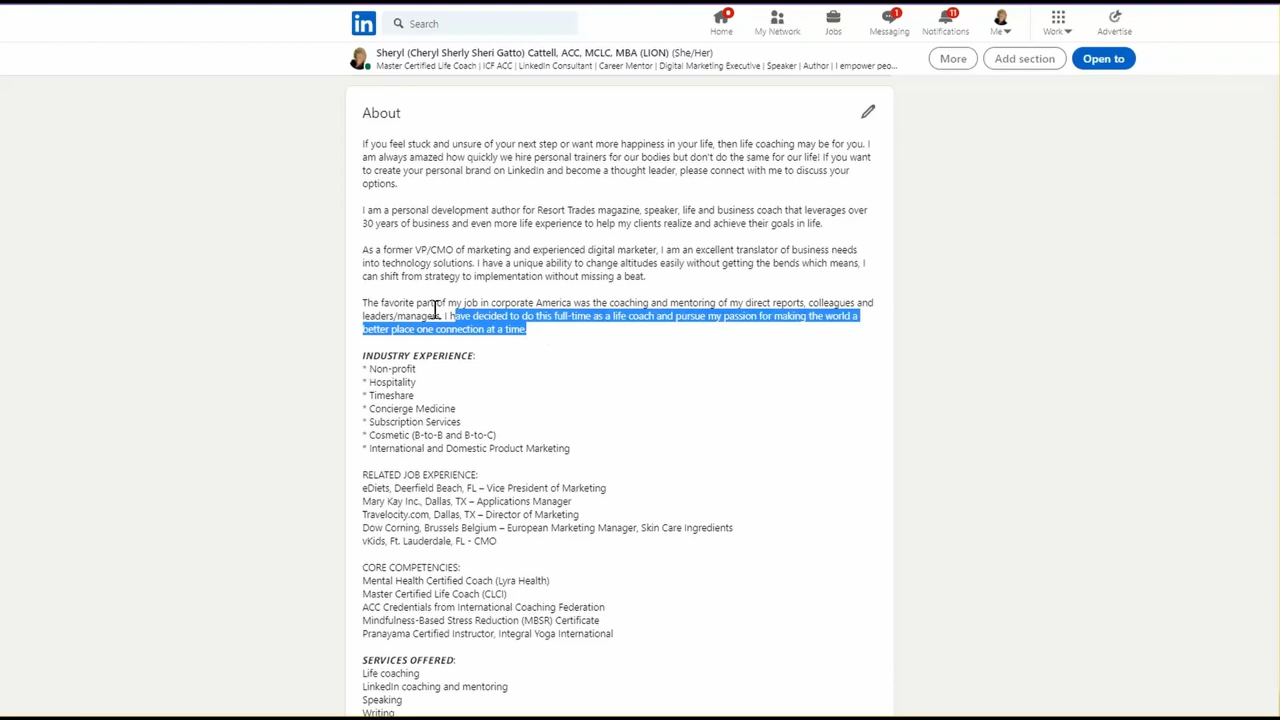 in
Search
Home
My Network
Jobs
1
Messaging
11
Notifications
Me
Work
Advertise
Sheryl (Cheryl Sherly Sheri Gatto) Cattell, ACC, MCLC, MBA (LION) (She/Her)
Master Certified Life Coach | ICF ACC | LinkedIn Consultant | Career Mentor | Digital Marketing Executive | Speaker | Author | I empower peo...
More
Add section
Open to
About
If you feel stuck and unsure of your next step or want more happiness in your life, then life coaching may be for you. I
am always amazed how quickly we hire personal trainers for our bodies but don't do the same for our life! If you want
to create your personal brand on LinkedIn and become a thought leader, please connect with me to discuss your
options.
I am a personal development author for Resort Trades magazine, speaker, life and business coach that leverages over
30 years of business and even more life experience to help my clients realize and achieve their goals in life.
As a former VP/CMO of marketing and experienced digital marketer, I am an excellent translator of business needs
into technology solutions. I have a unique ability to change altitudes easily without getting the bends which means, I
can shift from strategy to implementation without missing a beat.
The favorite part of my job in corporate America was the coaching and mentoring of my direct reports, colleagues and
leaders/managers. I have decided to do this full-time as a life coach and pursue my passion for making the world a
better place one connection at a time.
INDUSTRY EXPERIENCE:
* Non-profit
* Hospitality
* Timeshare
* Concierge Medicine
* Subscription Services
* Cosmetic (B-to-B and B-to-C)
* International and Domestic Product Marketing
RELATED JOB EXPERIENCE:
eDiets, Deerfield Beach, FL – Vice President of Marketing
Mary Kay Inc., Dallas, TX – Applications Manager
Travelocity.com, Dallas, TX – Director of Marketing
Dow Corning, Brussels Belgium – European Marketing Manager, Skin Care Ingredients
vKids, Ft. Lauderdale, FL - CMO
CORE COMPETENCIES:
Mental Health Certified Coach (Lyra Health)
Master Certified Life Coach (CLCI)
ACC Credentials from International Coaching Federation
Mindfulness-Based Stress Reduction (MBSR) Certificate
Pranayama Certified Instructor, Integral Yoga International
SERVICES OFFERED:
Life coaching
LinkedIn coaching and mentoring
Speaking
Writing